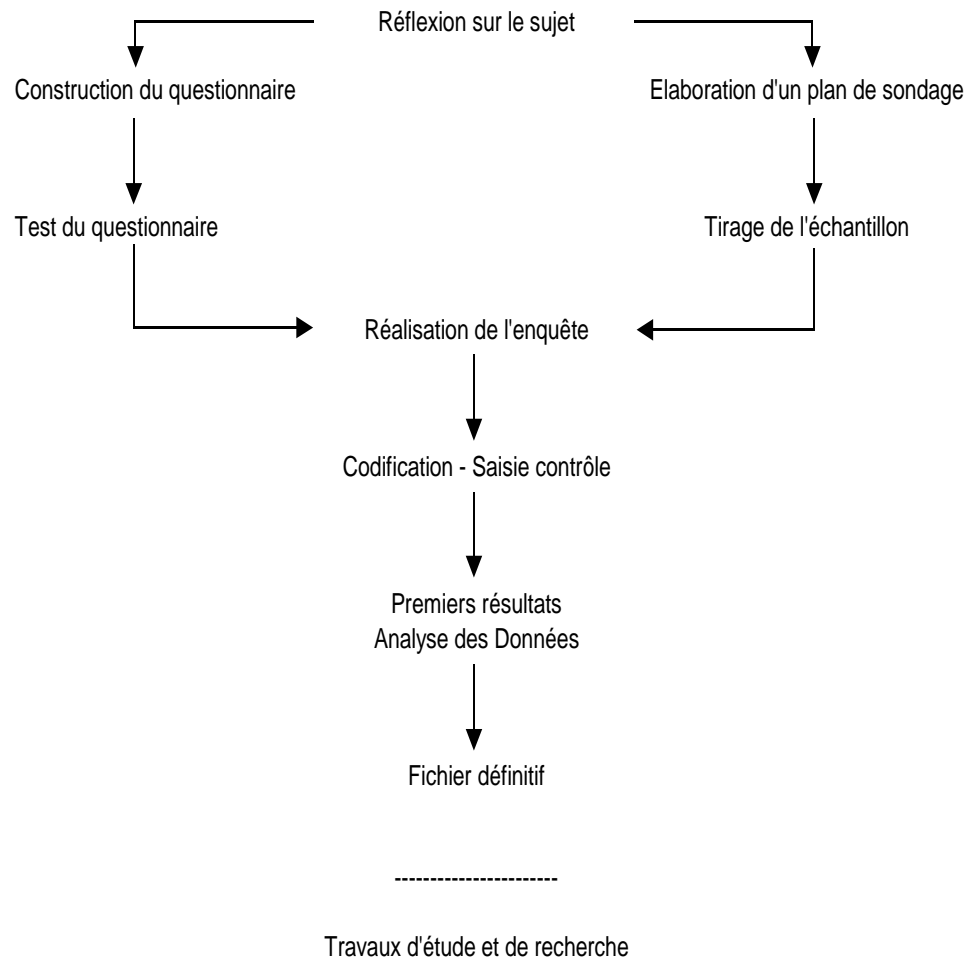 Réflexion sur le sujet
Construction du questionnaire
Elaboration d'un plan de sondage
Test du questionnaire
Tirage de l'échantillon
Réalisation de l'enquête
Codification - Saisie contrôle
Premiers résultats
Analyse des Données
Fichier définitif
-----------------------
Travaux d'étude et de recherche